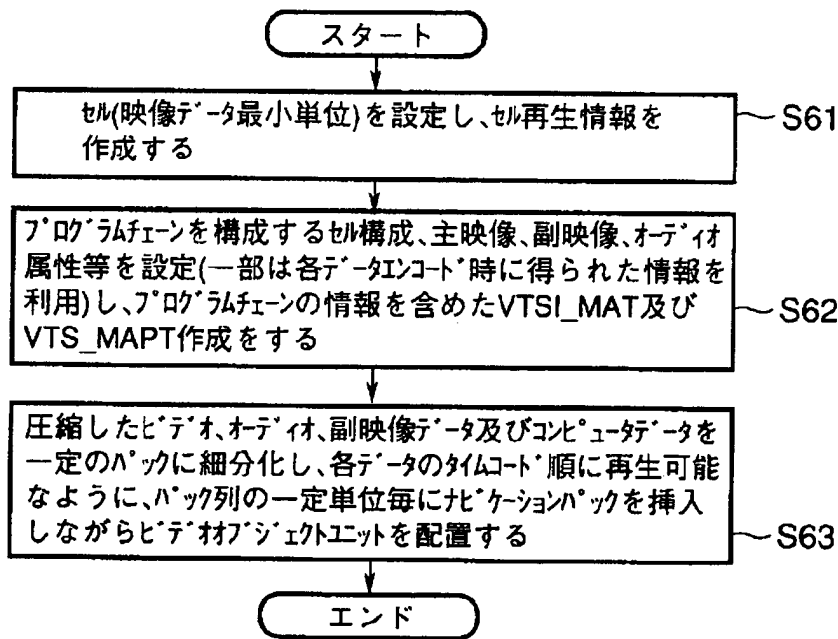 スタート
セル(映像データ最小単位)を設定し、セル再生情報を
作成する
S61
プログラムチェーンを構成するセル構成、主映像、副映像、オーディオ
属性等を設定(一部は各データエンコード時に得られた情報を
利用)し、プログラムチェーンの情報を含めたVTSI_MAT及び
VTS_MAPT作成をする
S62
圧縮したビデオ、オーディオ、副映像データ及びコンピュータデータを
一定のパックに細分化し、各データのタイムコード順に再生可能
なように、パック列の一定単位毎にナビケーションパックを挿入
しながらビデオオブジェクトユニットを配置する
S63
エンド